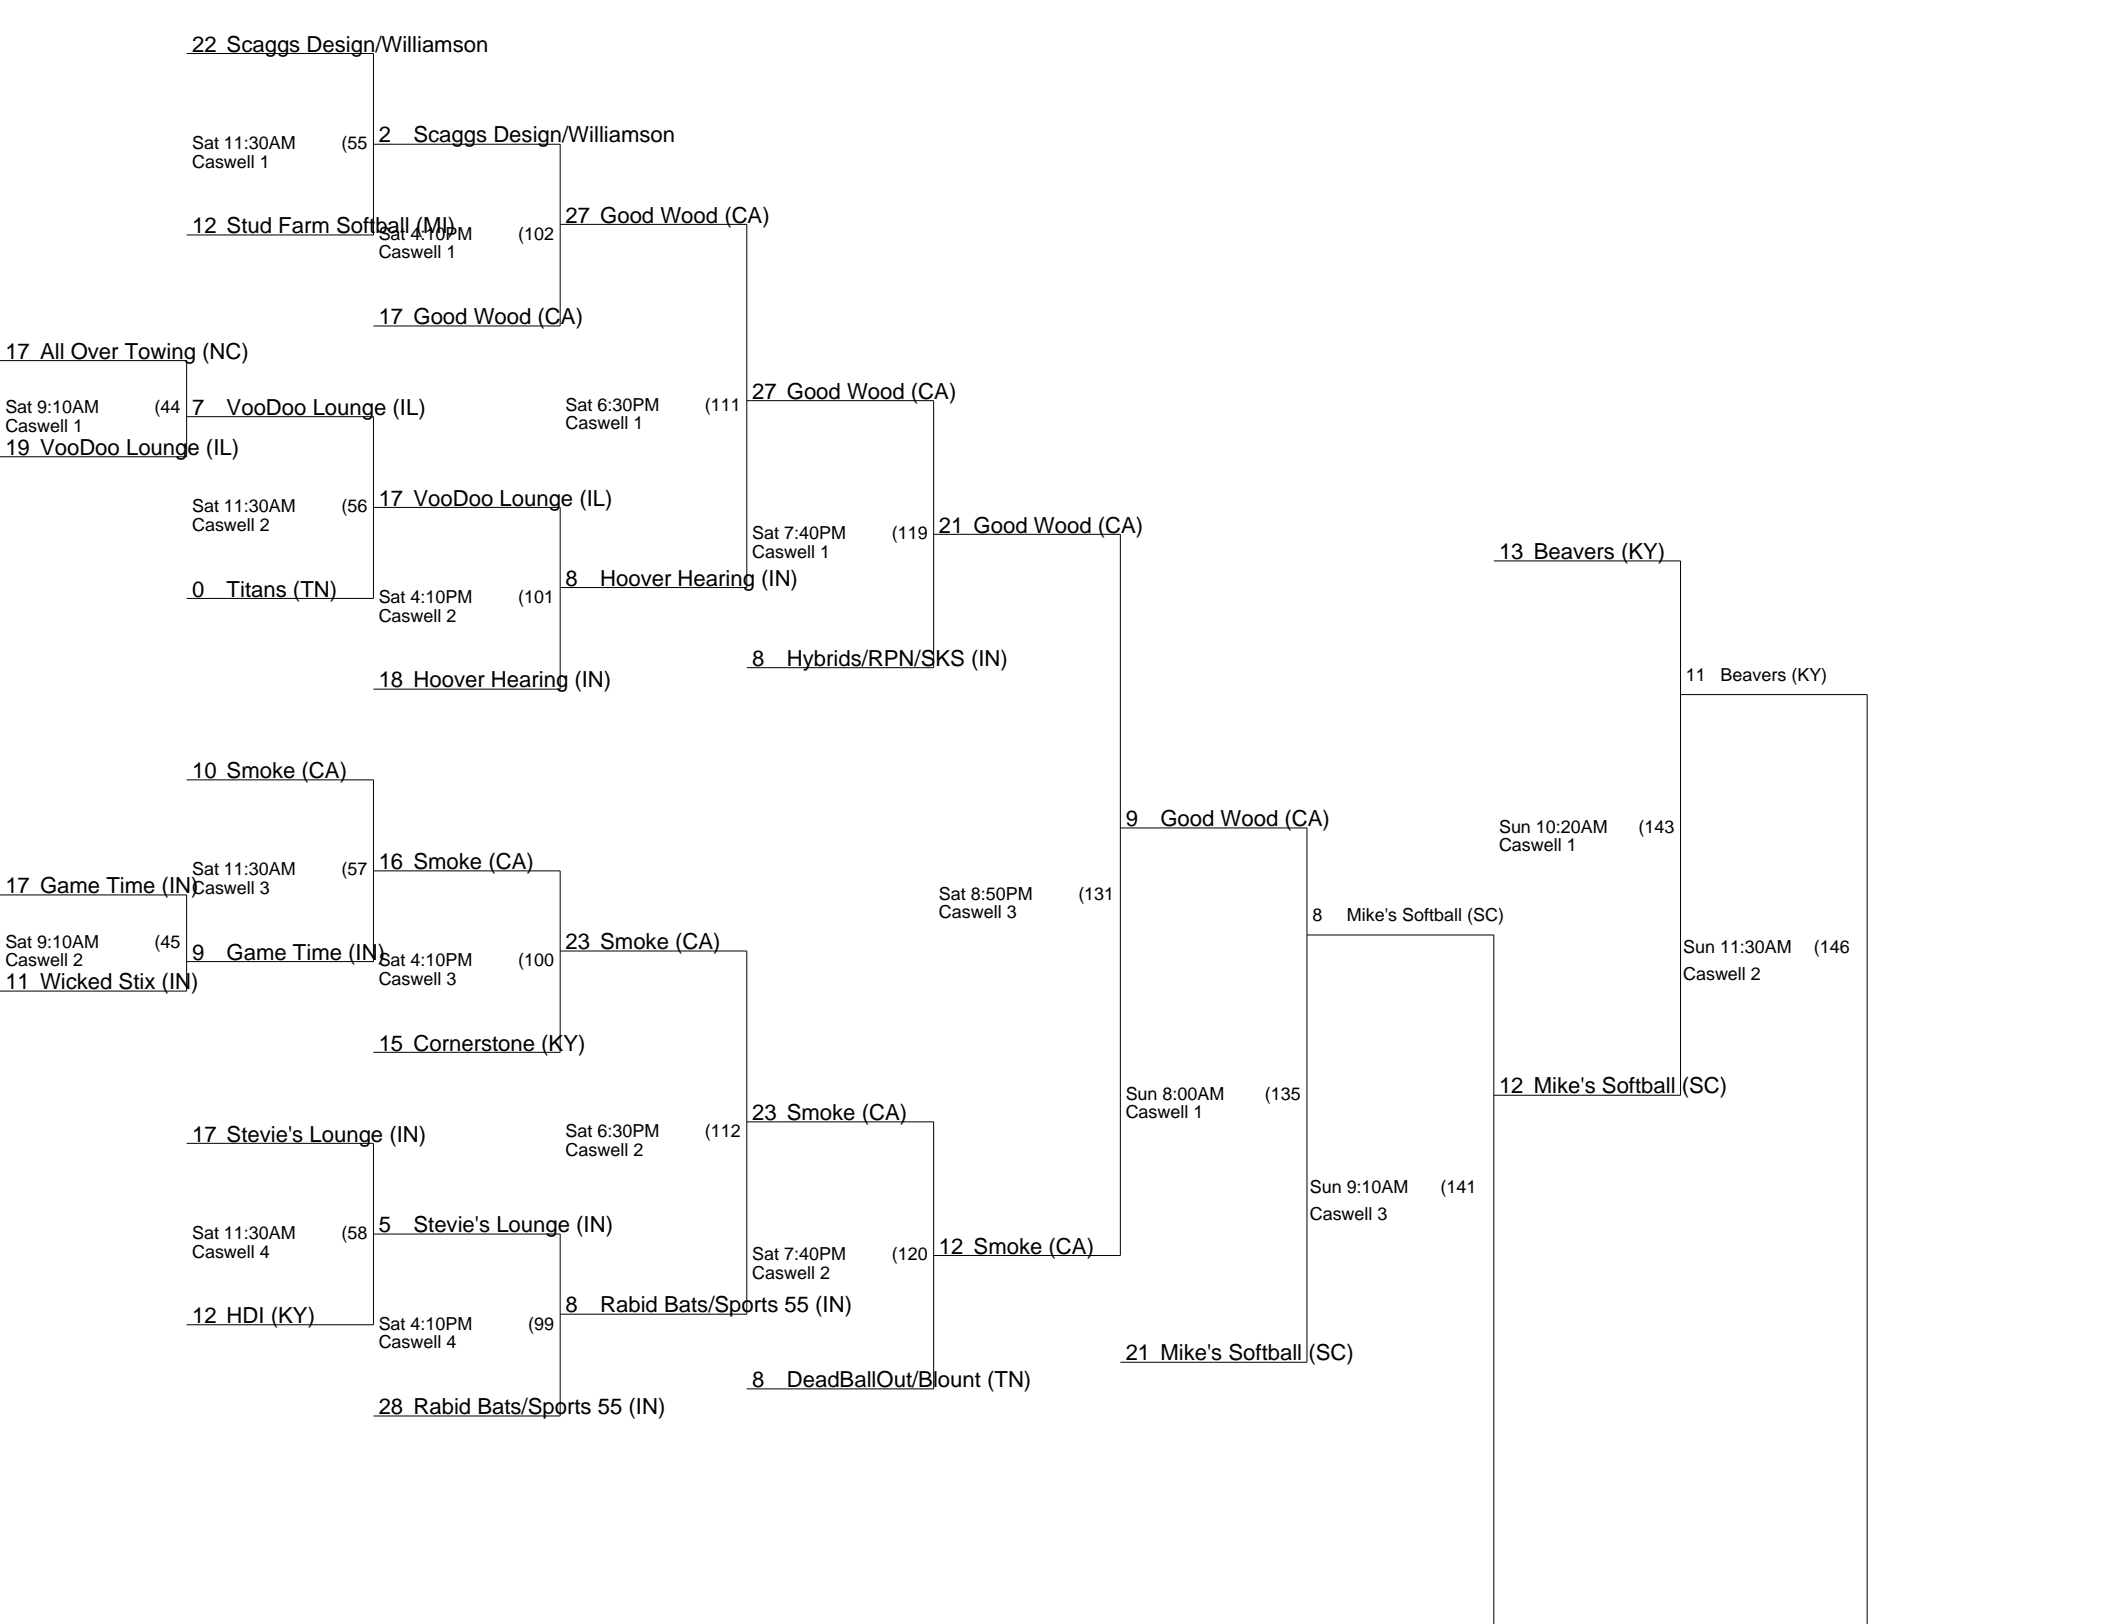 22 Scaggs Design/Williamson
Sat 11:30AM (55
Caswell 1
2 Scaggs Design/Williamson
12 Stud Farm Softball (MI)
Sat 4:10PM (102
Caswell 1
27 Good Wood (CA)
17 Good Wood (CA)
17 All Over Towing (NC)
Sat 9:10AM (44
Caswell 1
7 VooDoo Lounge (IL)
19 VooDoo Lounge (IL)
Sat 6:30PM (111
Caswell 1
27 Good Wood (CA)
Sat 11:30AM (56
Caswell 2
17 VooDoo Lounge (IL)
Sat 7:40PM (119
Caswell 1
21 Good Wood (CA)
0 Titans (TN)
Sat 4:10PM (101
Caswell 2
8 Hoover Hearing (IN)
13 Beavers (KY)
18 Hoover Hearing (IN)
8 Hybrids/RPN/SKS (IN)
11 Beavers (KY)
10 Smoke (CA)
Sat 11:30AM (57
Caswell 3
16 Smoke (CA)
9 Good Wood (CA)
Sun 10:20AM (143
Caswell 1
17 Game Time (IN)
Sat 9:10AM (45
Caswell 2
9 Game Time (IN)
11 Wicked Stix (IN)
Sat 4:10PM (100
Caswell 3
23 Smoke (CA)
Sat 8:50PM (131
Caswell 3
8 Mike's Softball (SC)
Sun 11:30AM (146
Caswell 2
15 Cornerstone (KY)
17 Stevie's Lounge (IN)
Sat 6:30PM (112
Caswell 2
23 Smoke (CA)
Sun 8:00AM (135
Caswell 1
12 Mike's Softball (SC)
Sat 11:30AM (58
Caswell 4
5 Stevie's Lounge (IN)
Sat 7:40PM (120
Caswell 2
12 Smoke (CA)
Sun 9:10AM (141
Caswell 3
12 HDI (KY)
Sat 4:10PM (99
Caswell 4
8 Rabid Bats/Sports 55 (IN)
21 Mike's Softball (SC)
28 Rabid Bats/Sports 55 (IN)
8 DeadBallOut/Blount (TN)